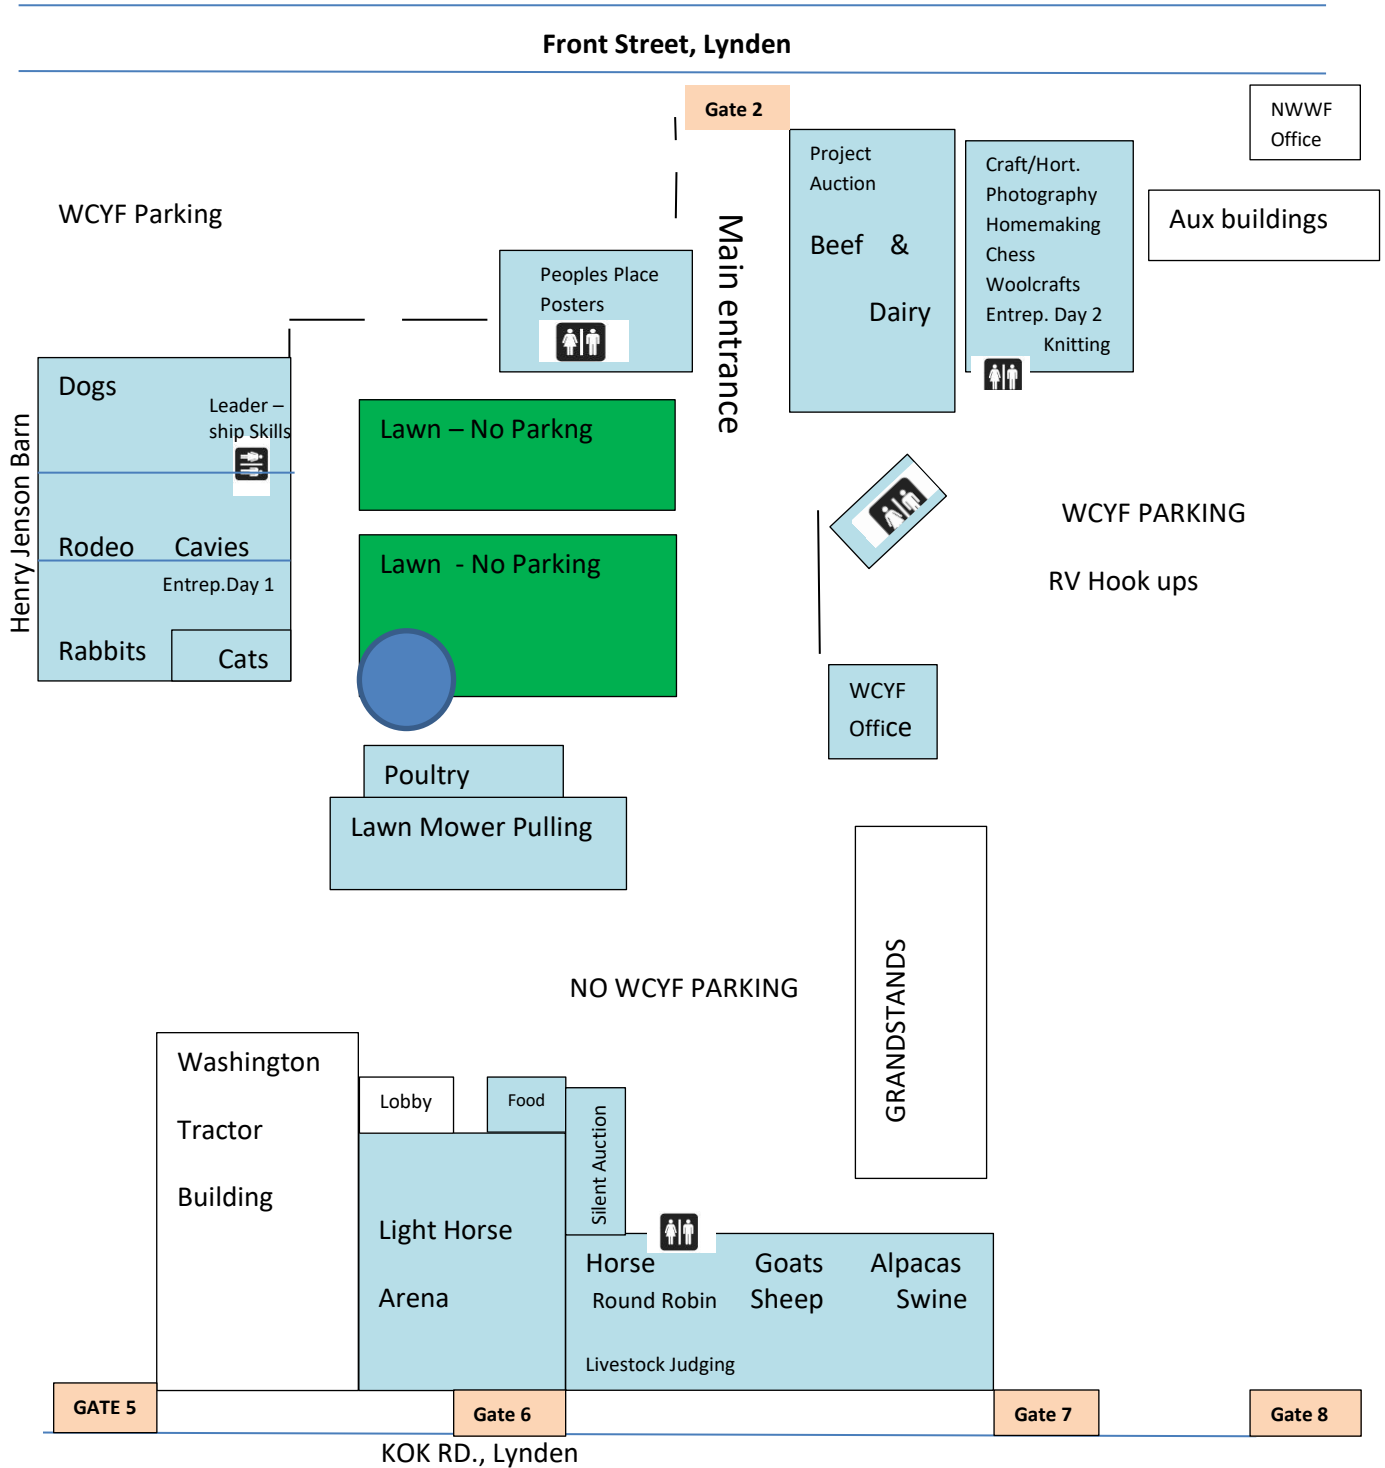 Front Street, Lynden
Gate 2
NWWF
Office
Project
Auction
Beef &
Dairy
Craft/Hort.
Photography
Homemaking
Chess
Woolcrafts
Entrep. Day 2
Knitting
Aux buildings
WCYF Parking
Main entrance
Peoples Place
Posters
Henry Jenson Barn
Dogs
Leader –
ship Skills
Rodeo Cavies
Entrep.Day 1
Rabbits
Cats
Lawn – No Parkng
Lawn - No Parking
WCYF PARKING
RV Hook ups
WCYF
Office
Poultry
Lawn Mower Pulling
NO WCYF PARKING
GRANDSTANDS
Washington
Tractor
Building
Lobby
Food
Silent Auction
Light Horse
Arena
Horse Goats Alpacas
Round Robin Sheep Swine
Livestock Judging
GATE 5
Gate 6
Gate 7
Gate 8
KOK RD., Lynden